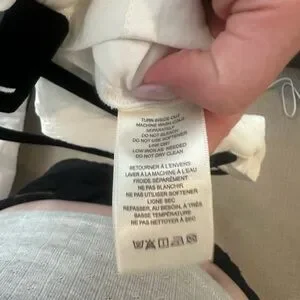 TURN INSIDE OUT
MACHINE WASH COLD
SEPARATELY
DO NOT BLEACH
DO NOT USE SOFTENER
LINE DRY
LOW IRON AS NEEDED
DO NOT DRY CLEAN
RETOURNER À L'ENVERS
LAVER À LA MACHINE À L'EAU
FROIDE SÉPARÉMENT
NE PAS BLANCHIR
NE PAS UTILISER SOFTENER
LIGNE SEC
REPASSER, AU BESOIN, À TRÈS
BASSE TEMPÉRATURE
NE PAS NETTOYER À SEC